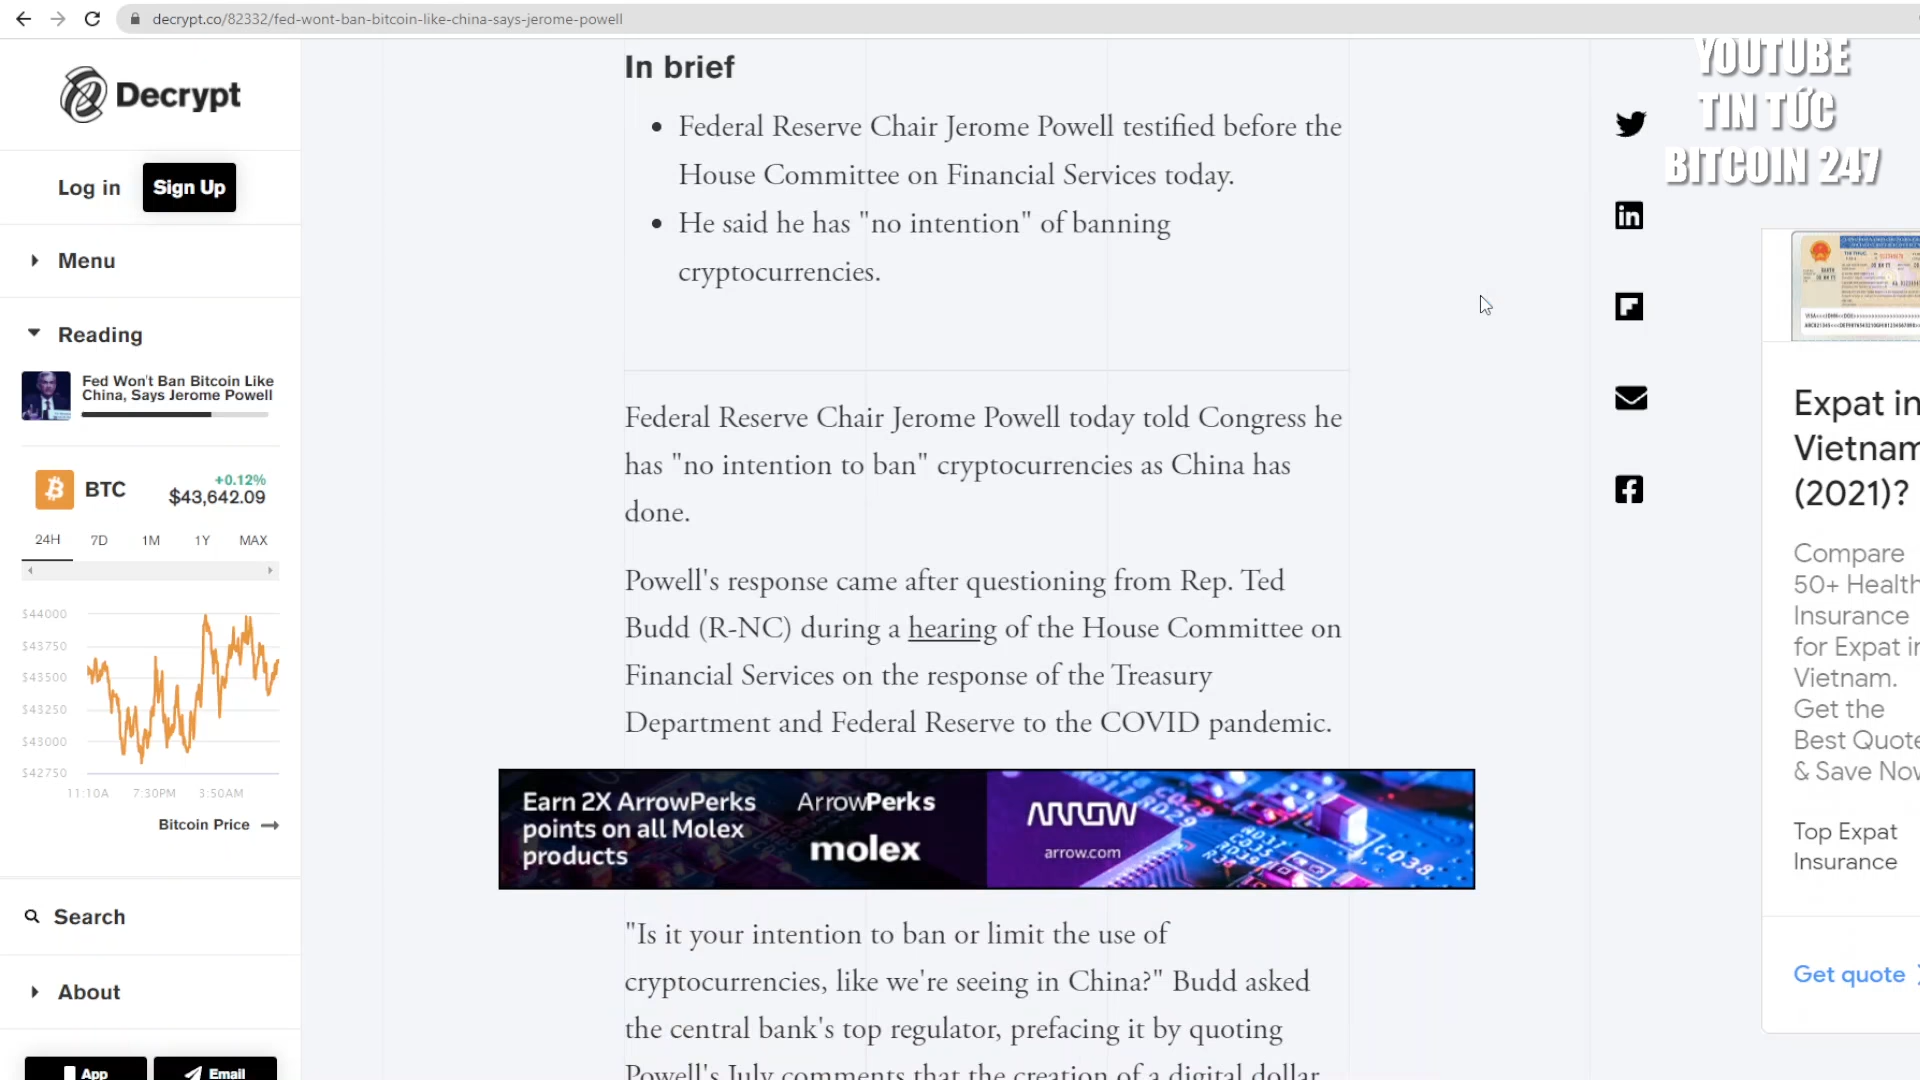 decrypt.co/82332/fed-wont-ban-bitcoin-like-china-says-jerome-powell
YOUTUBE
TIN TỨC
BITCOIN 247
Decrypt
Log in
Sign Up
Menu
Reading
Fed Won't Ban Bitcoin Like
China, Says Jerome Powell
BTC
+0.12%
$43,642.09
24H 7D 1M 1Y MAX
$44000
$43750
$43500
$43250
$43000
$42750
11:10A 7:30PM 3:50AM
Bitcoin Price
Search
About
App
Email
In brief
Federal Reserve Chair Jerome Powell testified before the
House Committee on Financial Services today.
He said he has "no intention" of banning
cryptocurrencies.
Federal Reserve Chair Jerome Powell today told Congress he
has "no intention to ban" cryptocurrencies as China has
done.
Powell's response came after questioning from Rep. Ted
Budd (R-NC) during a hearing of the House Committee on
Financial Services on the response of the Treasury
Department and Federal Reserve to the COVID pandemic.
Earn 2X ArrowPerks
points on all Molex
products
ArrowPerks
molex
ARROW
arrow.com
"Is it your intention to ban or limit the use of
cryptocurrencies, like we're seeing in China?" Budd asked
the central bank's top regulator, prefacing it by quoting
Powell's July comments that the creation of a digital dollar
Expat in
Vietnam
(2021)?
Compare
50+ Health
Insurance
for Expat in
Vietnam.
Get the
Best Quote
& Save Now
Top Expat
Insurance
Get quote